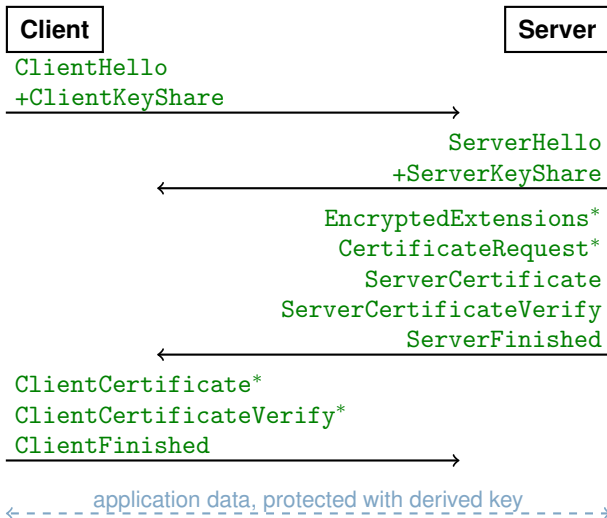 Client Server
ClientHello
+ClientKeyShare
ServerHello
+ServerKeyShare
EncryptedExtensions*
CertificateRequest*
ServerCertificate
ServerCertificateVerify
ServerFinished
ClientCertificate*
ClientCertificateVerify*
ClientFinished
application data, protected with derived key